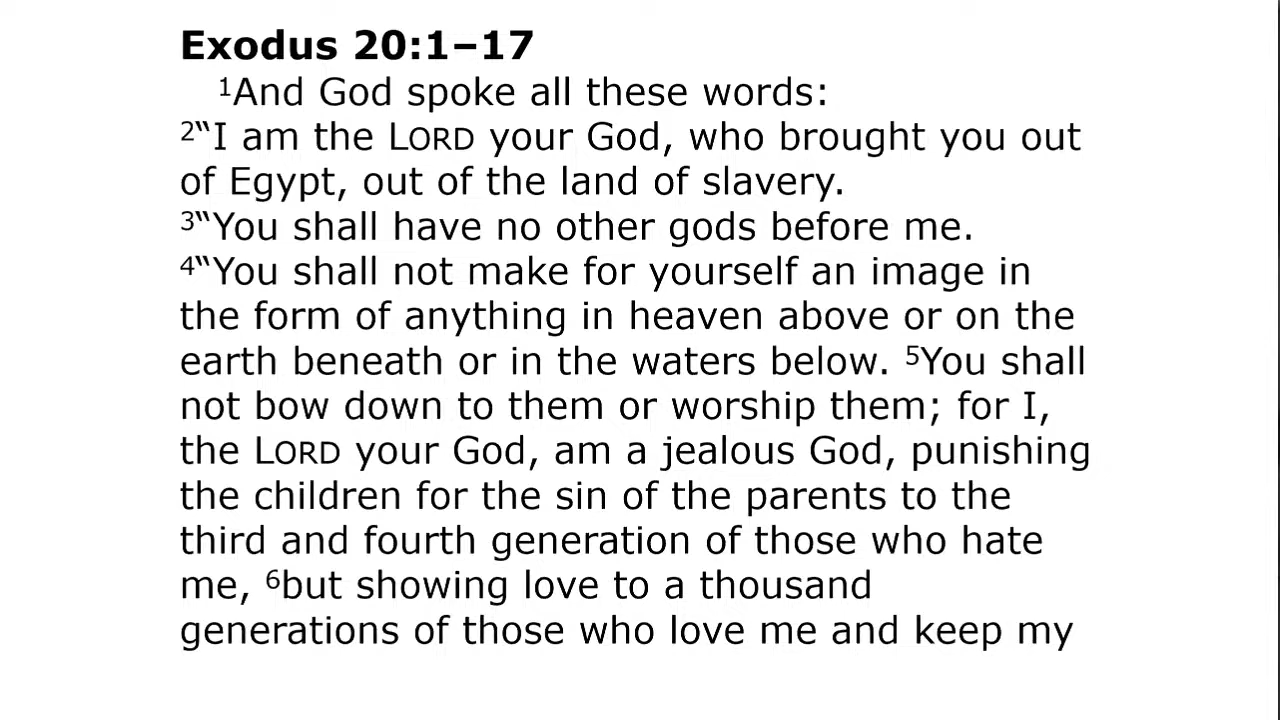 Exodus 20:1–17
¹And God spoke all these words:
²“I am the LORD your God, who brought you out
of Egypt, out of the land of slavery.
³“You shall have no other gods before me.
⁴“You shall not make for yourself an image in
the form of anything in heaven above or on the
earth beneath or in the waters below. ⁵You shall
not bow down to them or worship them; for I,
the LORD your God, am a jealous God, punishing
the children for the sin of the parents to the
third and fourth generation of those who hate
me, ⁶but showing love to a thousand
generations of those who love me and keep my